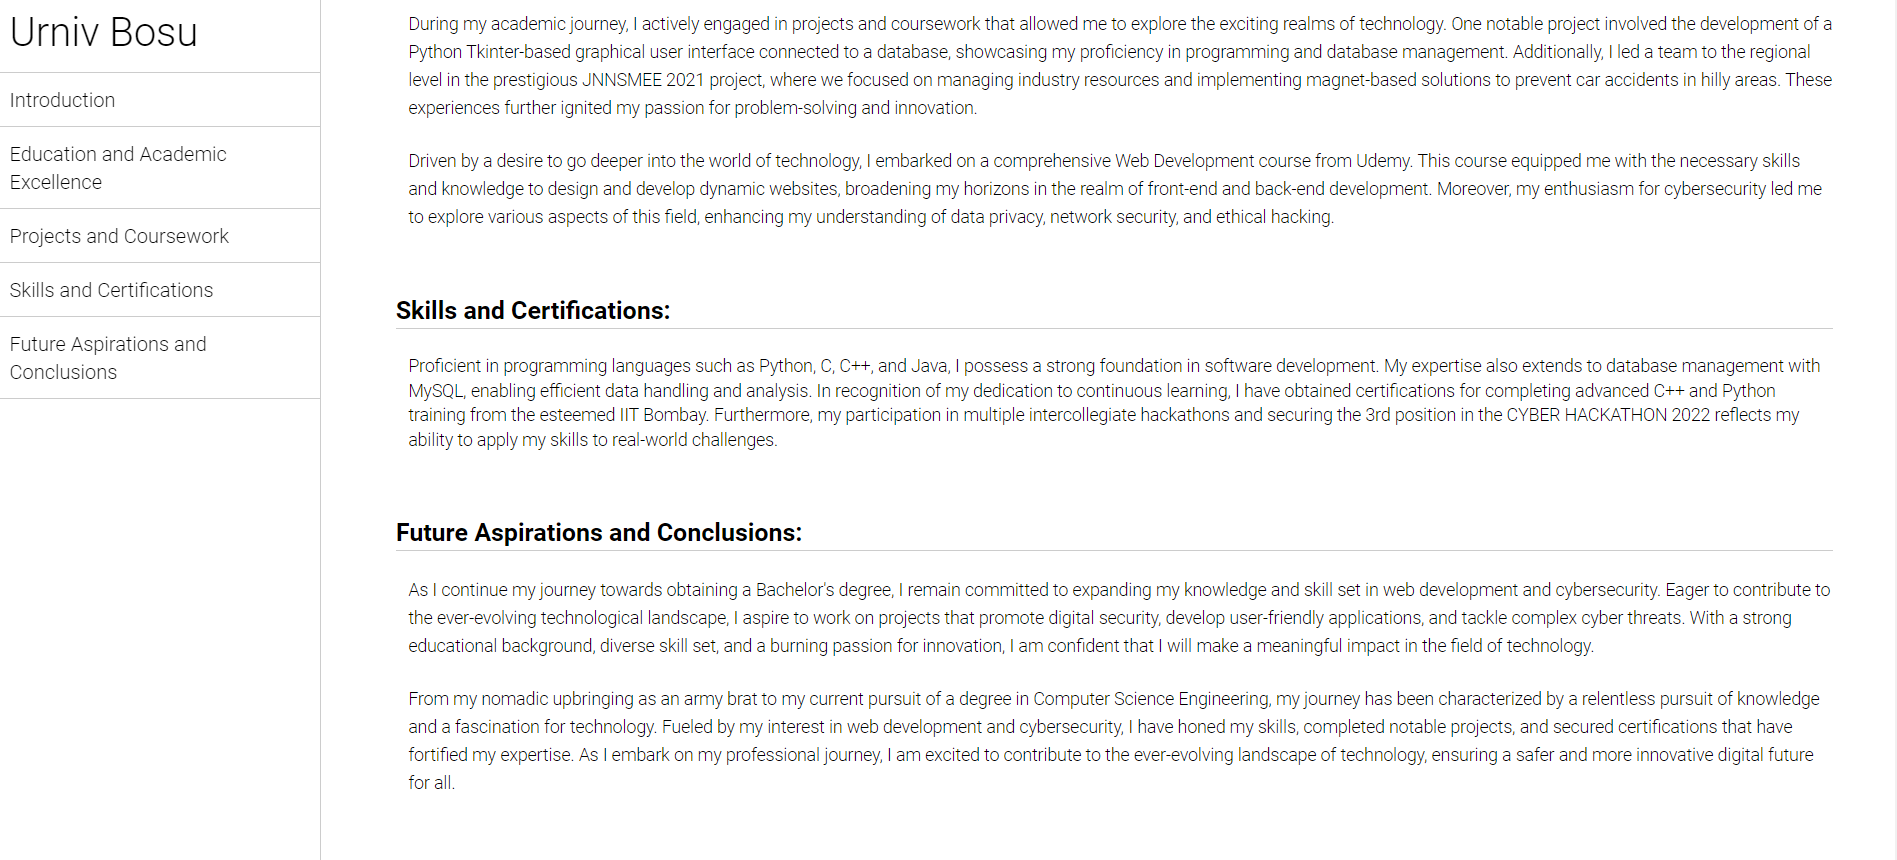 Urniv Bosu
Introduction
Education and Academic
Excellence
Projects and Coursework
Skills and Certifications
Future Aspirations and
Conclusions
During my academic journey, I actively engaged in projects and coursework that allowed me to explore the exciting realms of technology. One notable project involved the development of a
Python Tkinter-based graphical user interface connected to a database, showcasing my proficiency in programming and database management. Additionally, I led a team to the regional
level in the prestigious JNNSMEE 2021 project, where we focused on managing industry resources and implementing magnet-based solutions to prevent car accidents in hilly areas. These
experiences further ignited my passion for problem-solving and innovation.
Driven by a desire to go deeper into the world of technology, I embarked on a comprehensive Web Development course from Udemy. This course equipped me with the necessary skills
and knowledge to design and develop dynamic websites, broadening my horizons in the realm of front-end and back-end development. Moreover, my enthusiasm for cybersecurity led me
to explore various aspects of this field, enhancing my understanding of data privacy, network security, and ethical hacking.
Skills and Certifications:
Proficient in programming languages such as Python, C, C++, and Java, I possess a strong foundation in software development. My expertise also extends to database management with
MySQL, enabling efficient data handling and analysis. In recognition of my dedication to continuous learning, I have obtained certifications for completing advanced C++ and Python
training from the esteemed IIT Bombay. Furthermore, my participation in multiple intercollegiate hackathons and securing the 3rd position in the CYBER HACKATHON 2022 reflects my
ability to apply my skills to real-world challenges.
Future Aspirations and Conclusions:
As I continue my journey towards obtaining a Bachelor's degree, I remain committed to expanding my knowledge and skill set in web development and cybersecurity. Eager to contribute to
the ever-evolving technological landscape, I aspire to work on projects that promote digital security, develop user-friendly applications, and tackle complex cyber threats. With a strong
educational background, diverse skill set, and a burning passion for innovation, I am confident that I will make a meaningful impact in the field of technology.
From my nomadic upbringing as an army brat to my current pursuit of a degree in Computer Science Engineering, my journey has been characterized by a relentless pursuit of knowledge
and a fascination for technology. Fueled by my interest in web development and cybersecurity, I have honed my skills, completed notable projects, and secured certifications that have
fortified my expertise. As I embark on my professional journey, I am excited to contribute to the ever-evolving landscape of technology, ensuring a safer and more innovative digital future
for all.